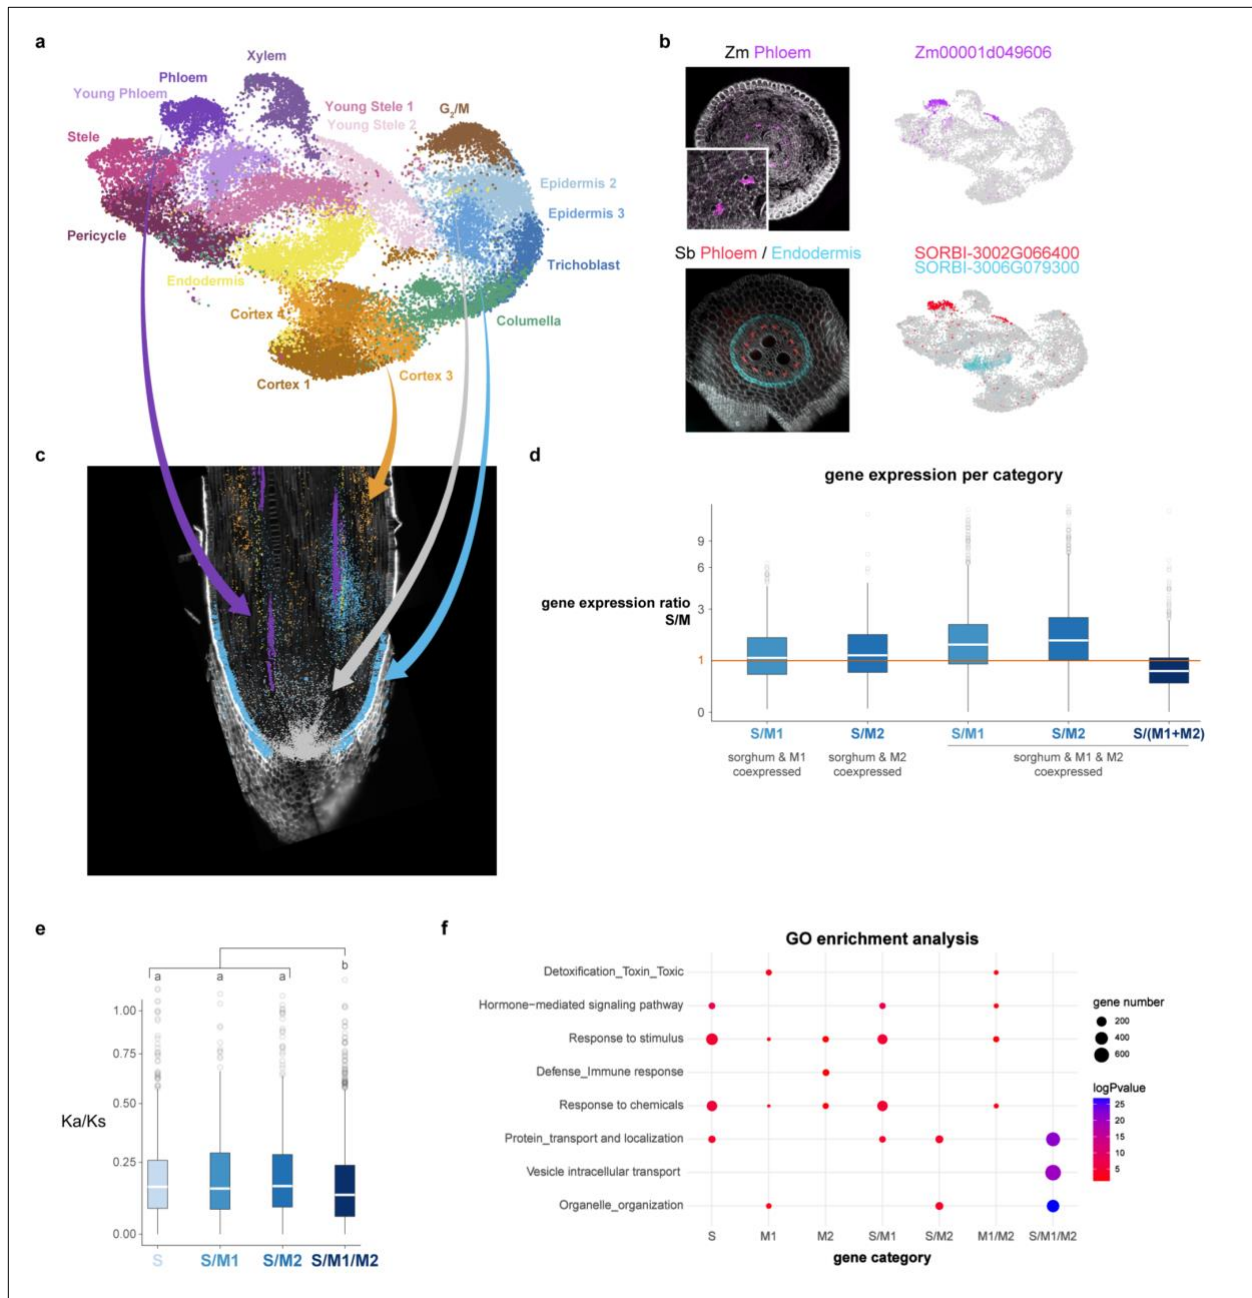 a
Xylem
Phloem
Young Phloem
Young Stele 1
Young Stele 2
G2/M
Stele
Epidermis 2
Epidermis 3
Pericycle
Trichoblast
Endodermis
Cortex 4
Columella
Cortex 3
Cortex 1
b
Zm Phloem
Zm00001d049606
Sb Phloem / Endodermis
SORBI-3002G066400
SORBI-3006G079300
c
d
gene expression per category
gene expression ratio
S/M
9
6
3
1
0
S/M1
S/M2
S/M1
S/M2
S/(M1+M2)
sorghum & M1
coexpressed
sorghum & M2
coexpressed
sorghum & M1 & M2
coexpressed
e
a
a
a
b
Ka/Ks
1.00
0.75
0.50
0.25
0.00
S
S/M1
S/M2
S/M1/M2
f
GO enrichment analysis
Detoxification_Toxin_Toxic
Hormone-mediated signaling pathway
Response to stimulus
Defense_Immune response
Response to chemicals
Protein_transport and localization
Vesicle intracellular transport
Organelle_organization
S
M1
M2
S/M1
S/M2
M1/M2
S/M1/M2
gene category
gene number
200
400
600
logPvalue
25
20
15
10
5